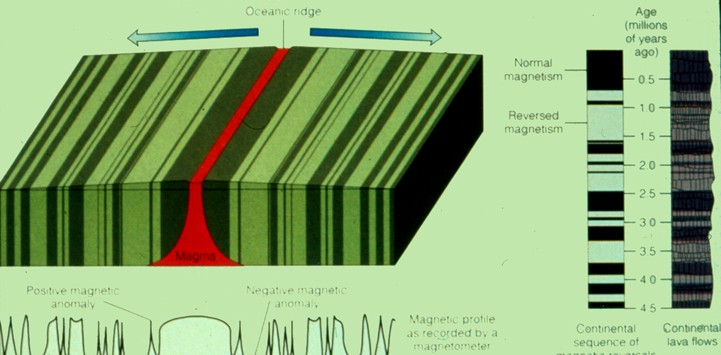 Oceanic ridge
Magma
Positive magnetic
anomaly
Negative magnetic
anomaly
Magnetic profile
as recorded by a
magnetometer
Normal
magnetism
Reversed
magnetism
Age
(millions
of years
ago)
0.5
1.0
1.5
2.0
2.5
3.0
3.5
4.0
4.5
Continental
sequence of
magnetic reversals
Continental
lava flows